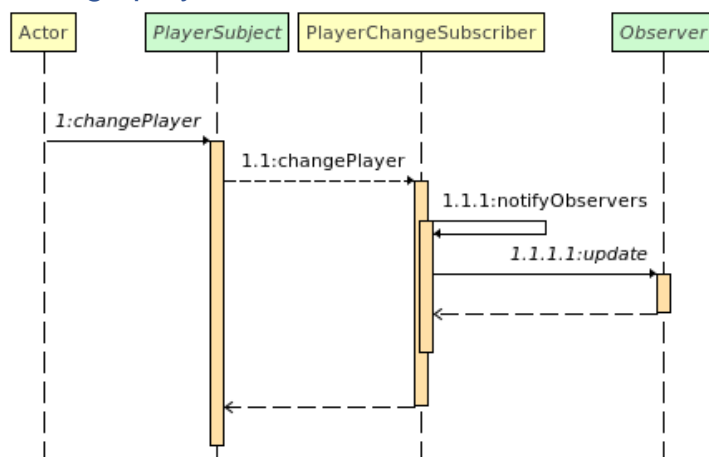 Actor
PlayerSubject
PlayerChangeSubscriber
Observer
1:changePlayer
1.1:changePlayer
1.1.1:notifyObservers
1.1.1.1:update